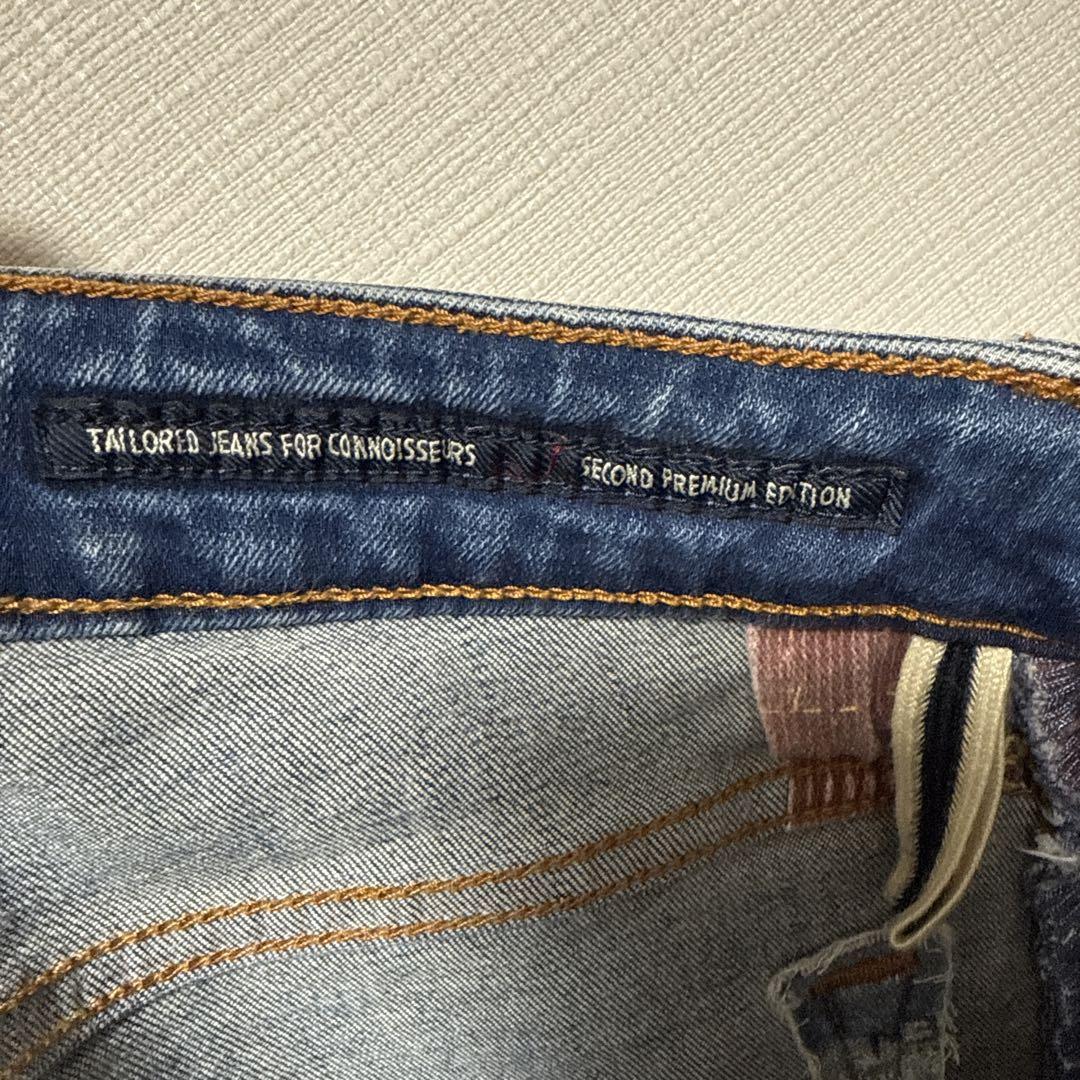 TAILORED JEANS FOR CONNOISSEURS / SECOND PREMIUM EDITION